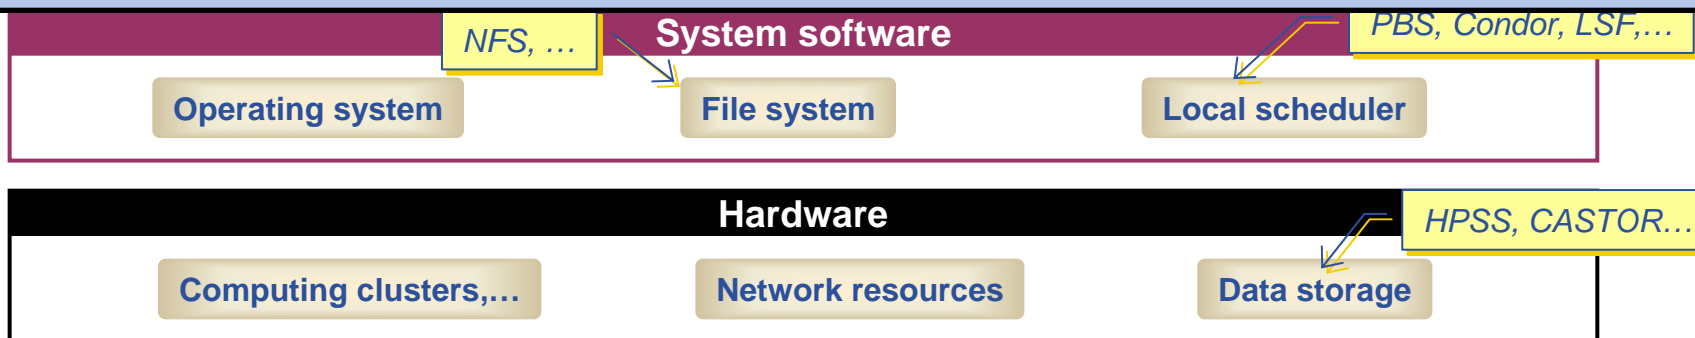 NFS, …
System software
PBS, Condor, LSF,…
Operating system
File system
Local scheduler
Hardware
HPSS, CASTOR…
Computing clusters,…
Network resources
Data storage